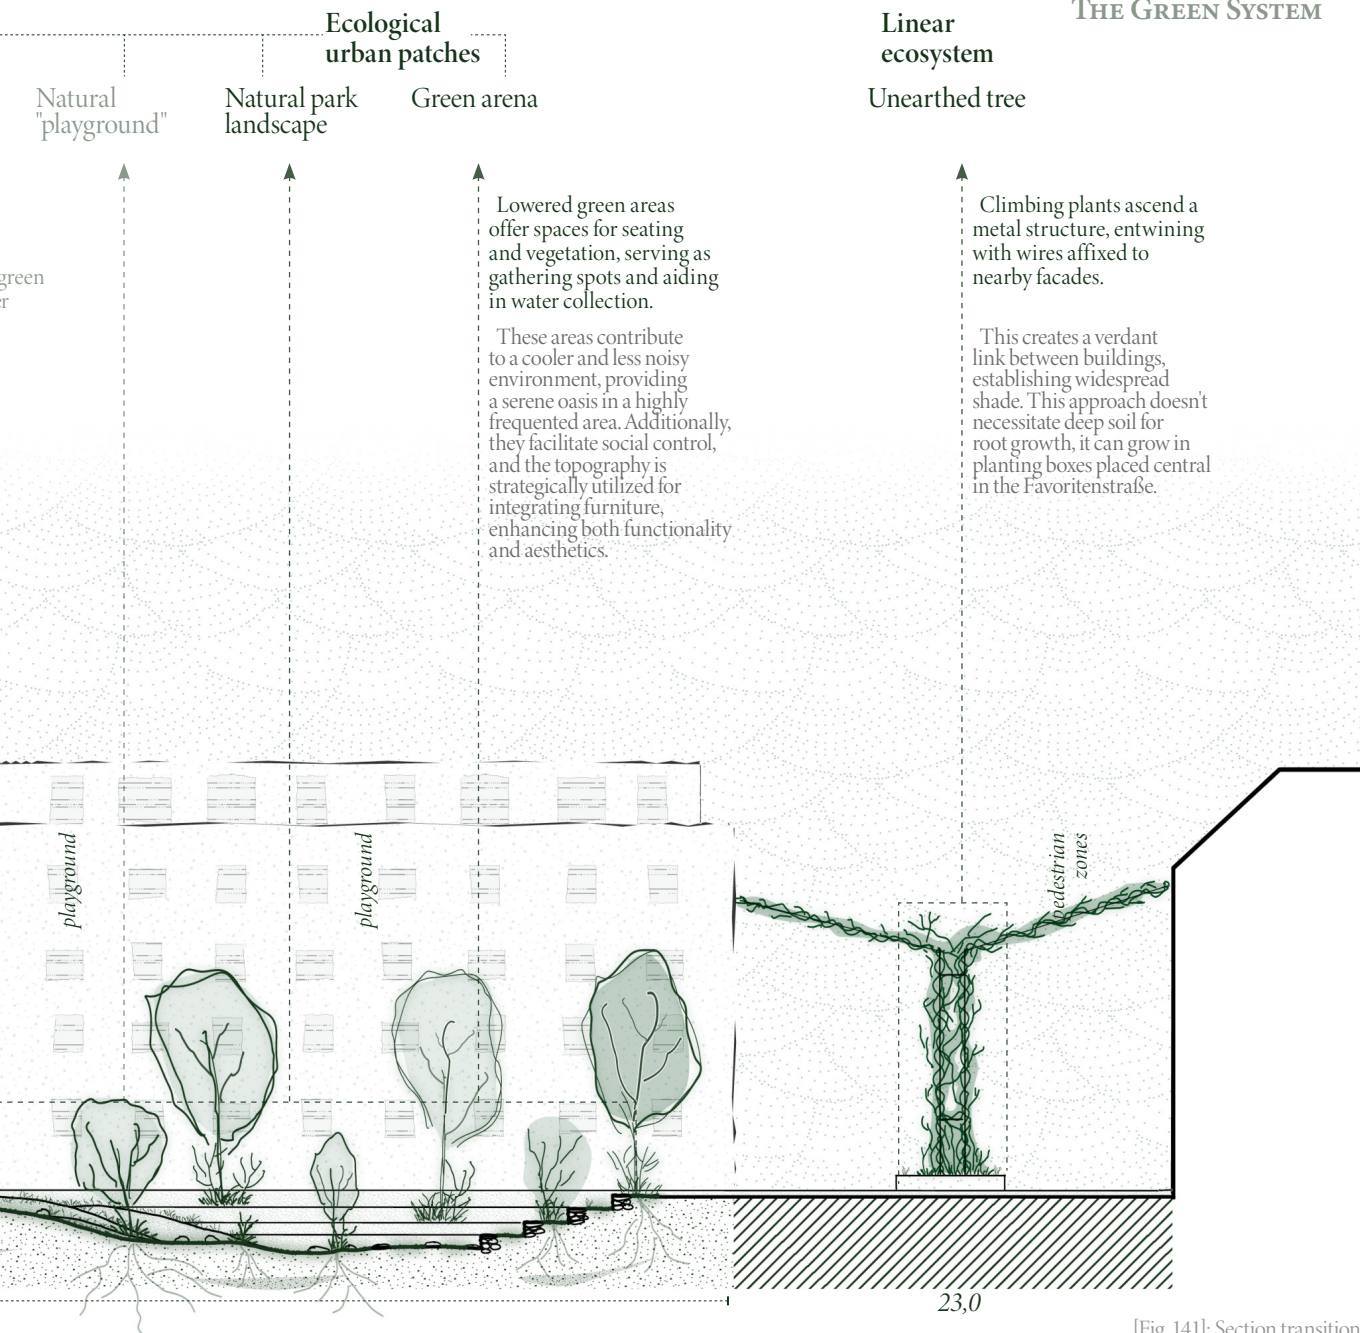 THE GREEN SYSTEM
Ecological
urban patches
Linear
ecosystem
Natural
"playground"
Natural park
landscape
Green arena
Unearthed tree
green
er
Lowered green areas
offer spaces for seating
and vegetation, serving as
gathering spots and aiding
in water collection.
These areas contribute
to a cooler and less noisy
environment, providing
a serene oasis in a highly
frequented area. Additionally,
they facilitate social control,
and the topography is
strategically utilized for
integrating furniture,
enhancing both functionality
and aesthetics.
Climbing plants ascend a
metal structure, entwining
with wires affixed to
nearby facades.
This creates a verdant
link between buildings,
establishing widespread
shade. This approach doesn't
necessitate deep soil for
root growth, it can grow in
planting boxes placed central
in the Favoritenstraße.
playground
playground
pedestrian
zones
23,0
[Fig. 141]: Section transition